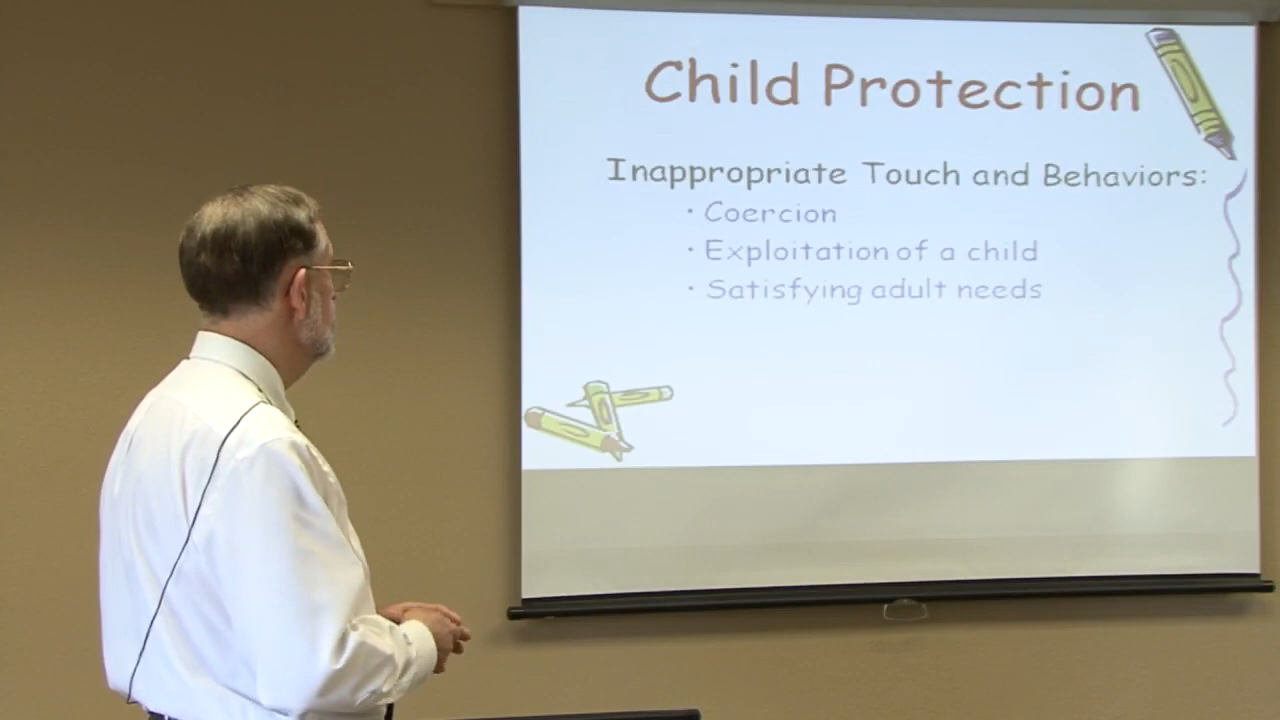 Child Protection
Inappropriate Touch and Behaviors:
· Coercion
· Exploitation of a child
· Satisfying adult needs